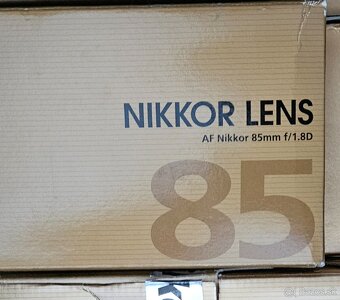 NIKKOR LENS
AF Nikkor 85mm f/1.8D
85